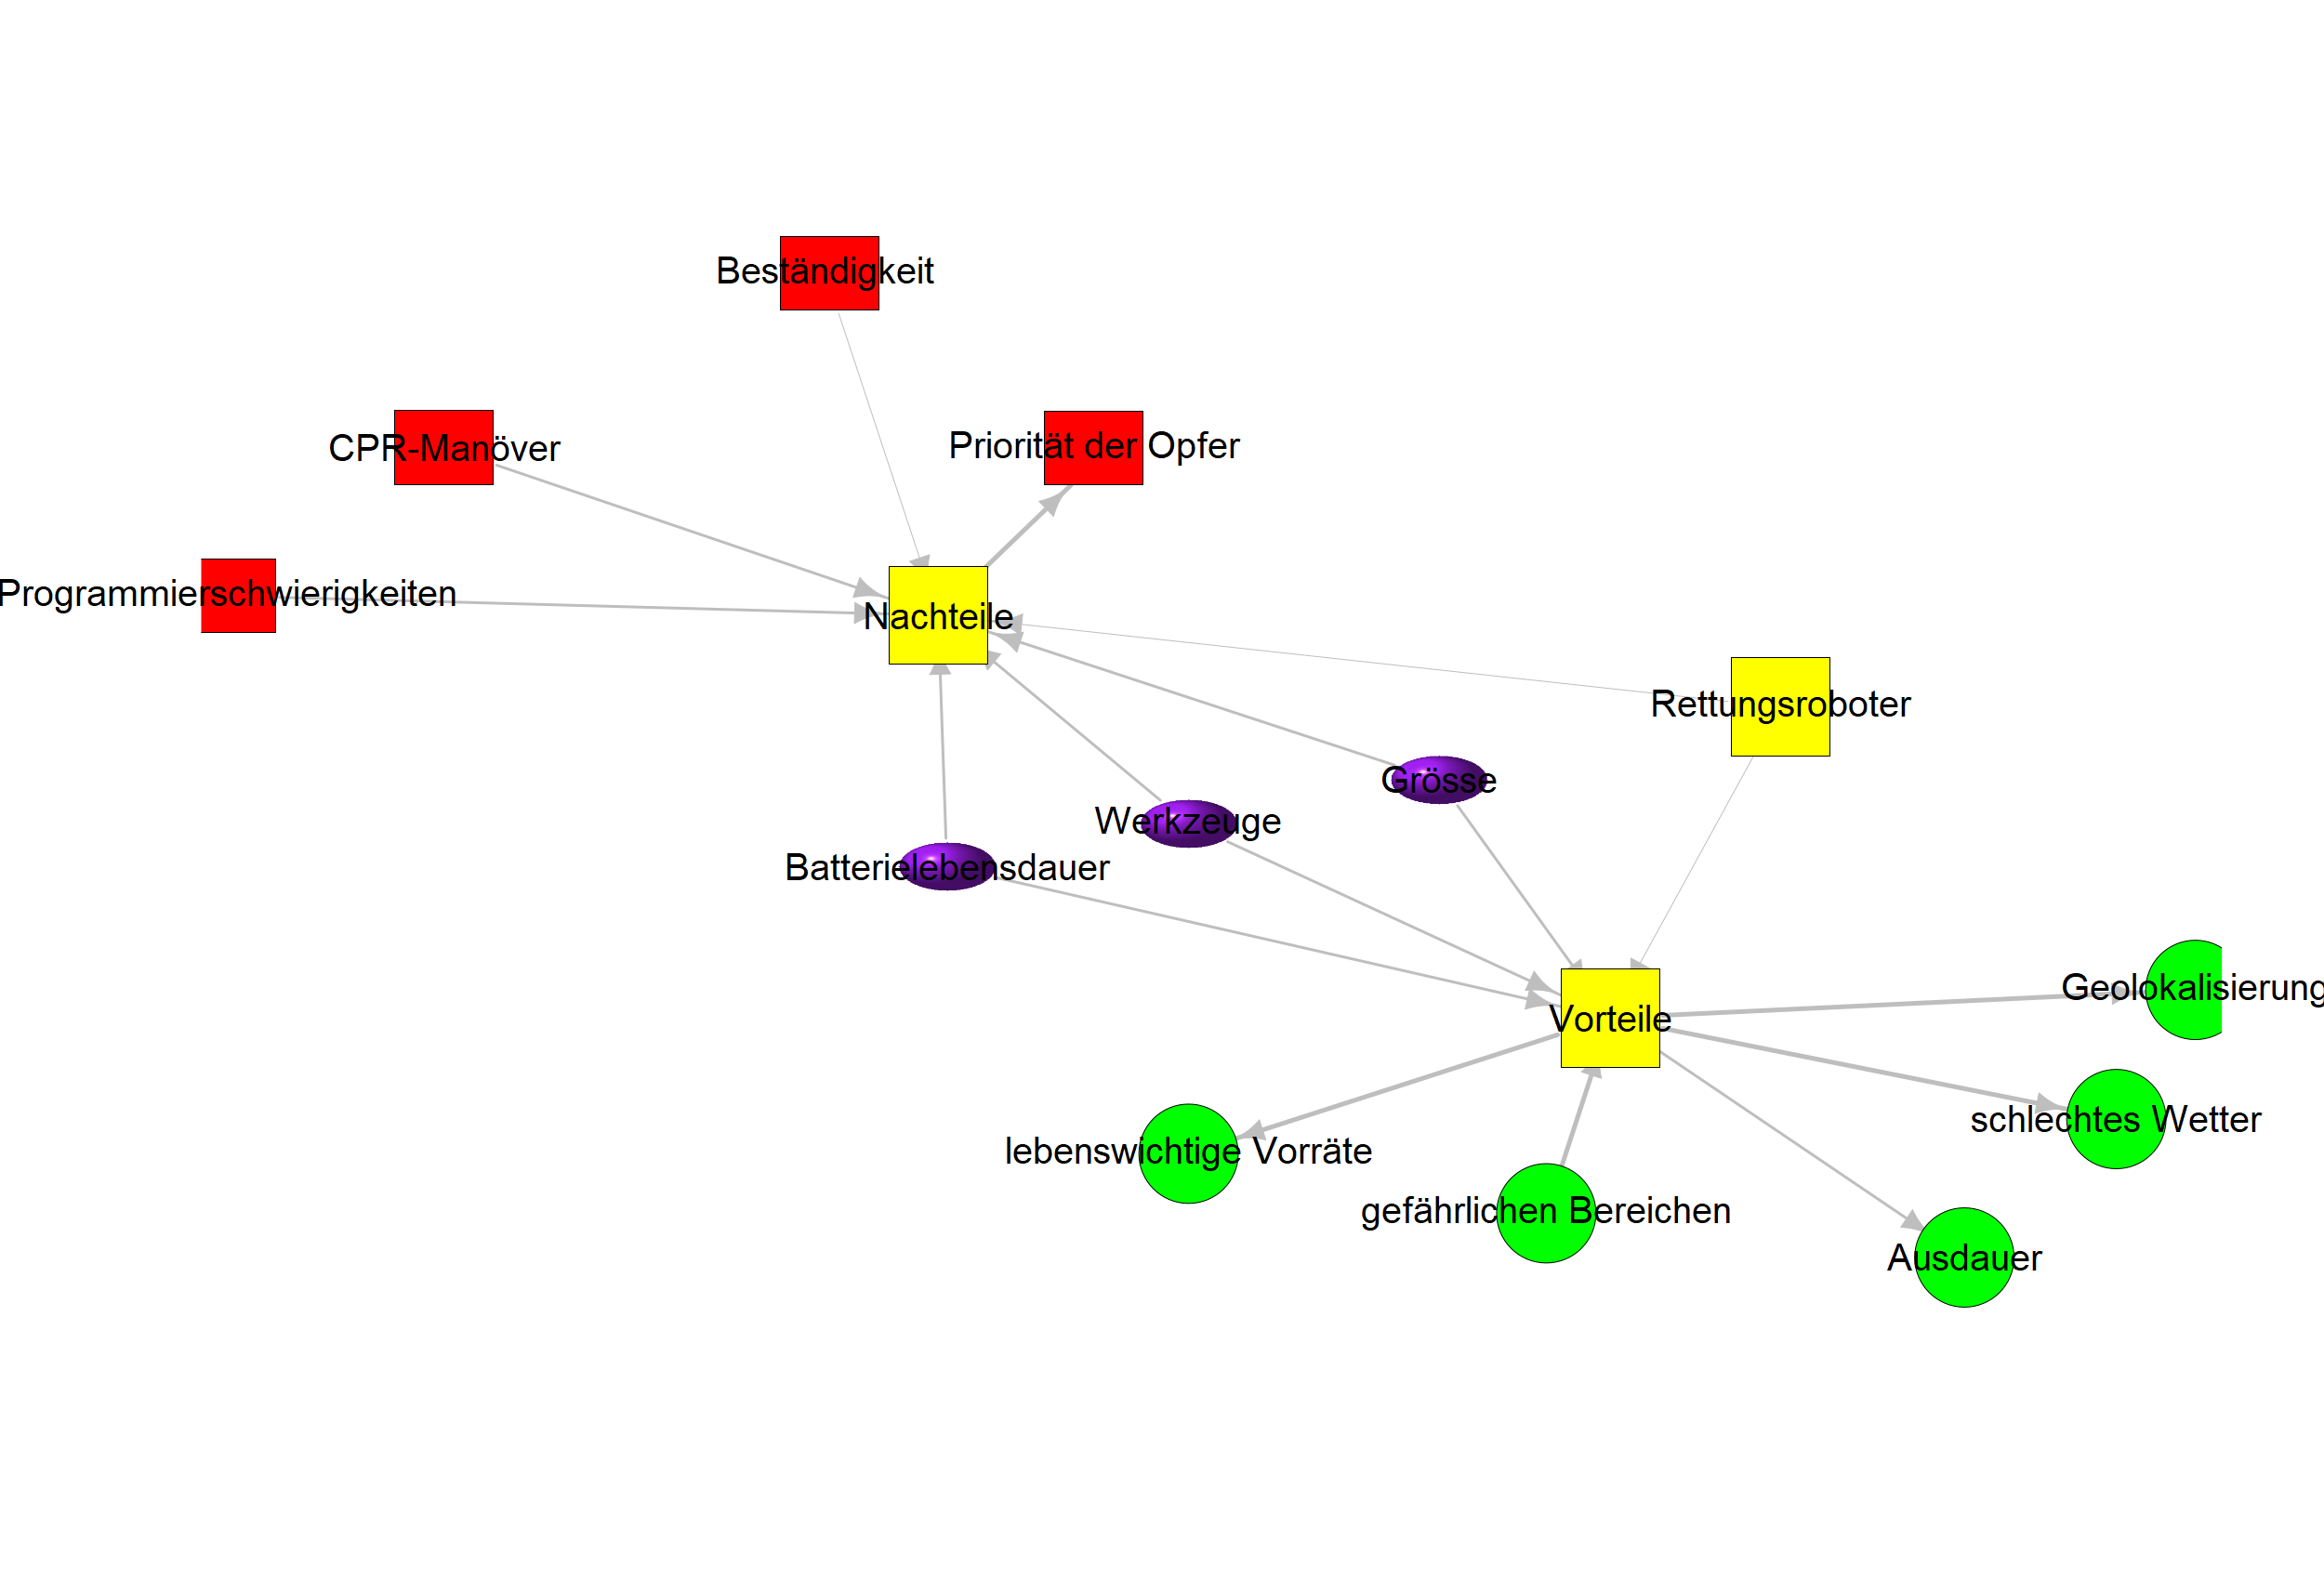 Beständigkeit
CPR-Manöver
Priorität der Opfer
Programmierschwierigkeiten
Nachteile
Rettungsroboter
Grösse
Werkzeuge
Batterielebensdauer
Geolokalisierung
Vorteile
schlechtes Wetter
lebenswichtige Vorräte
gefährlichen Bereichen
Ausdauer